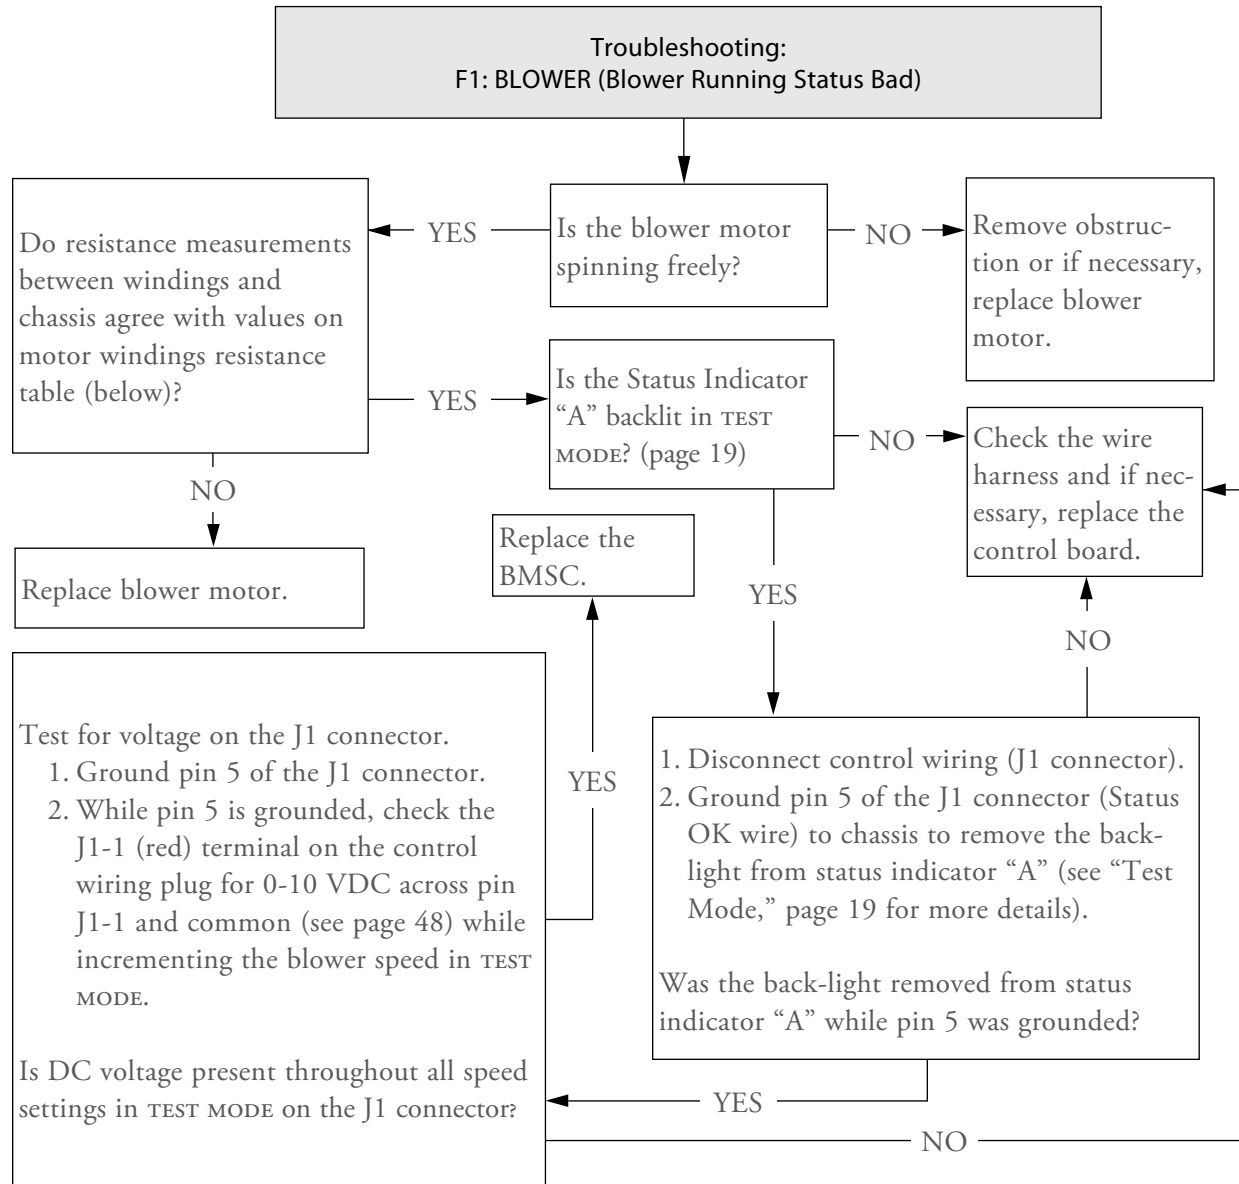 Troubleshooting:
F1: BLOWER (Blower Running Status Bad)
Do resistance measurements
between windings and
chassis agree with values on
motor windings resistance
table (below)?
YES
Is the blower motor
spinning freely?
NO
Remove obstruc-
tion or if necessary,
replace blower
motor.
YES
Is the Status Indicator
“A” backlit in TEST
MODE? (page 19)
NO
Check the wire
harness and if nec-
essary, replace the
control board.
NO
Replace blower motor.
Replace the
BMSC.
YES
NO
Test for voltage on the J1 connector.
1. Ground pin 5 of the J1 connector.
2. While pin 5 is grounded, check the
J1-1 (red) terminal on the control
wiring plug for 0-10 VDC across pin
J1-1 and common (see page 48) while
incrementing the blower speed in TEST
MODE.
Is DC voltage present throughout all speed
settings in TEST MODE on the J1 connector?
YES
1. Disconnect control wiring (J1 connector).
2. Ground pin 5 of the J1 connector (Status
OK wire) to chassis to remove the back-
light from status indicator “A” (see “Test
Mode,” page 19 for more details).
Was the back-light removed from status
indicator “A” while pin 5 was grounded?
YES
NO